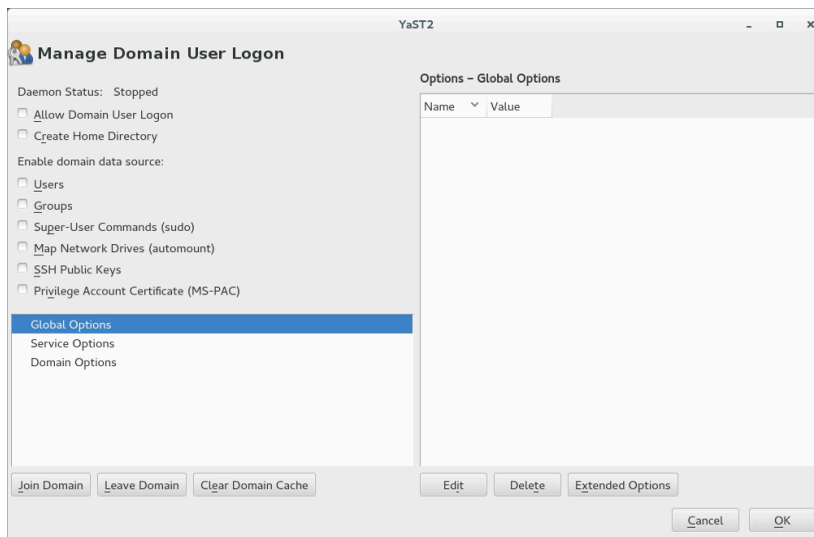 YaST2
Manage Domain User Logon
Daemon Status: Stopped
Allow Domain User Logon
Create Home Directory
Enable domain data source:
Users
Groups
Super-User Commands (sudo)
Map Network Drives (automount)
SSH Public Keys
Privilege Account Certificate (MS-PAC)
Global Options
Service Options
Domain Options
Join Domain Leave Domain Clear Domain Cache
Options – Global Options
Name Value
Edit Delete Extended Options
Cancel OK